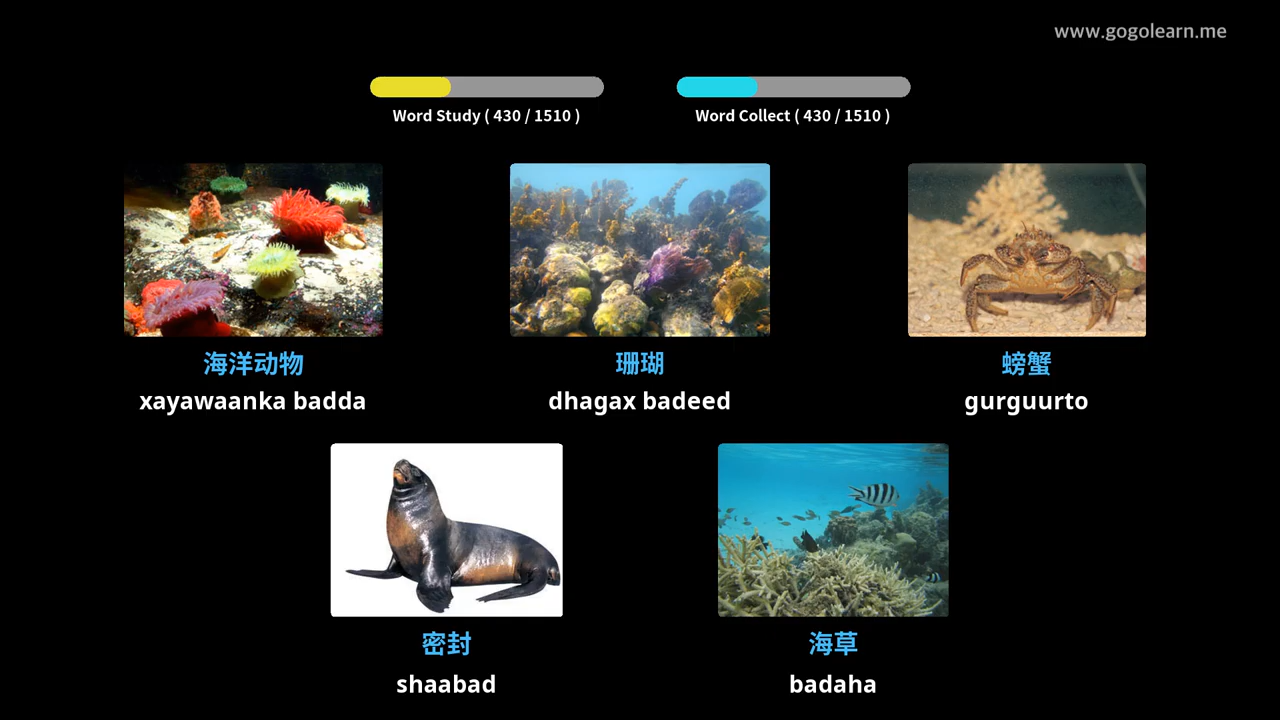 www.gogolearn.me
Word Study ( 430 / 1510 )
Word Collect ( 430 / 1510 )
海洋动物
xayawaanka badda
珊瑚
dhagax badeed
螃蟹
gurguurto
密封
shaabad
海草
badaha